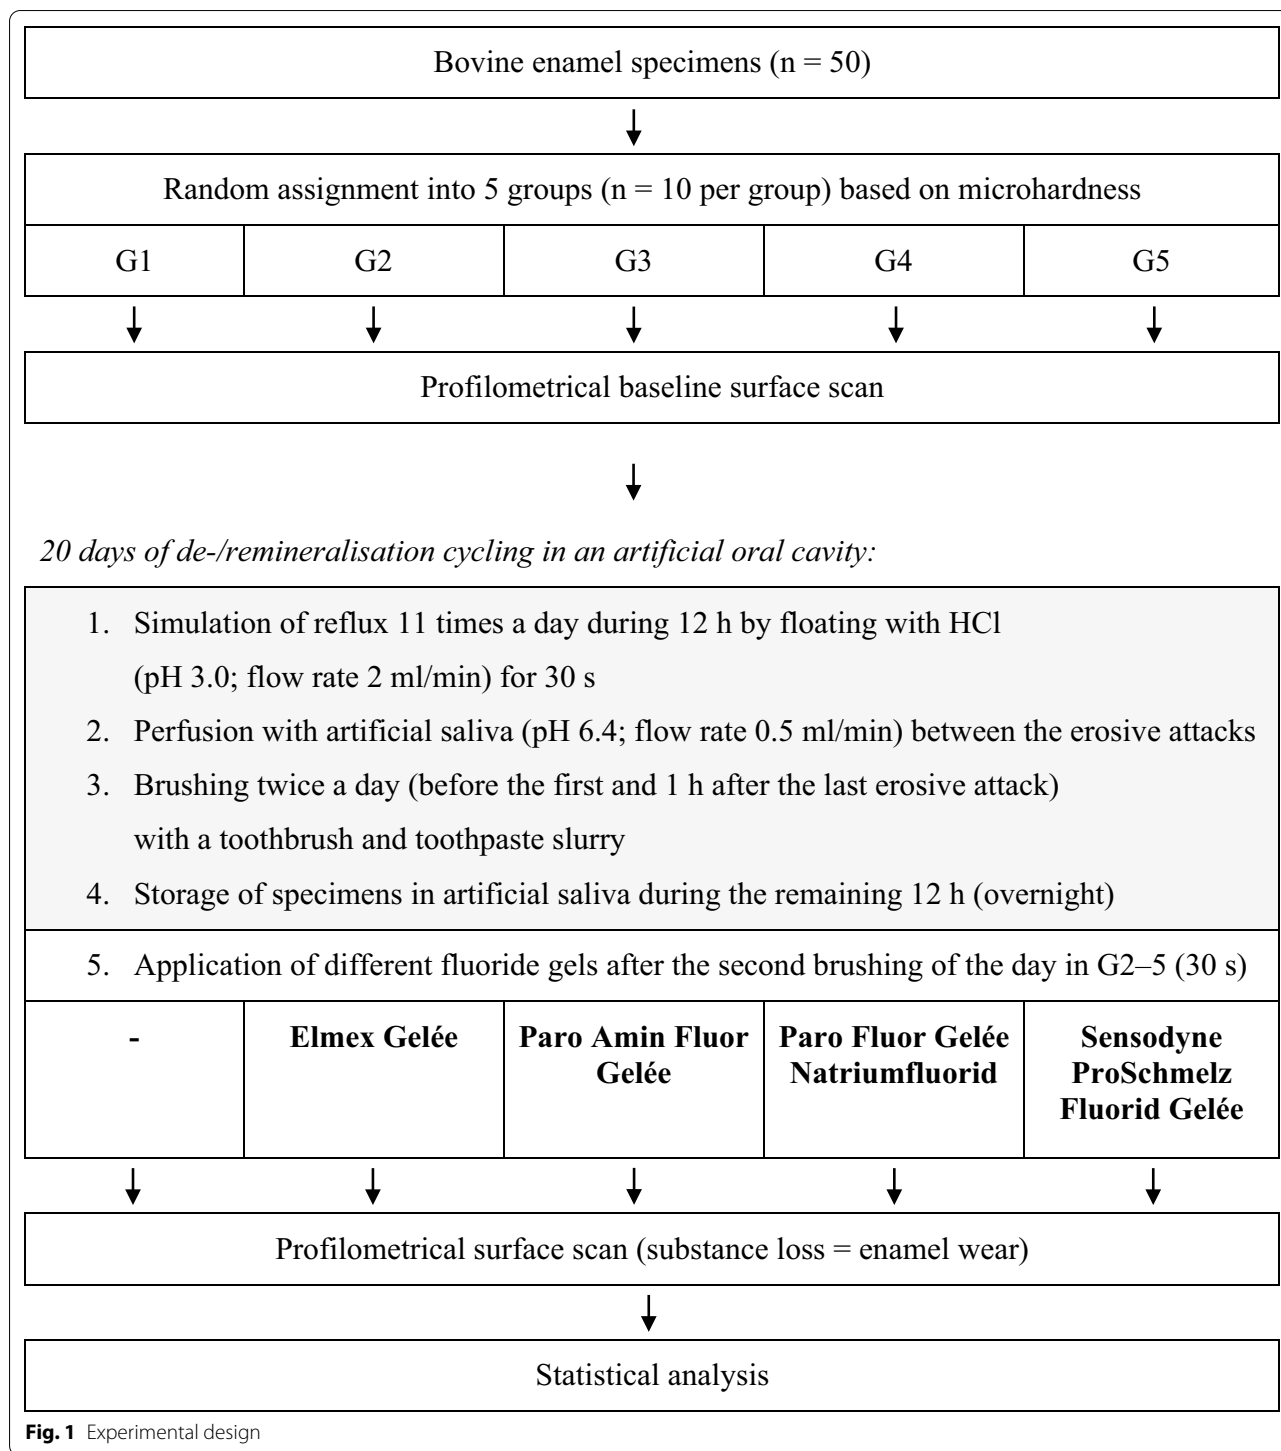 Bovine enamel specimens (n = 50)
Random assignment into 5 groups (n = 10 per group) based on microhardness
G1 G2 G3 G4 G5
Profilometrical baseline surface scan
20 days of de-/remineralisation cycling in an artificial oral cavity:
1. Simulation of reflux 11 times a day during 12 h by floating with HCl
(pH 3.0; flow rate 2 ml/min) for 30 s
2. Perfusion with artificial saliva (pH 6.4; flow rate 0.5 ml/min) between the erosive attacks
3. Brushing twice a day (before the first and 1 h after the last erosive attack)
with a toothbrush and toothpaste slurry
4. Storage of specimens in artificial saliva during the remaining 12 h (overnight)
5. Application of different fluoride gels after the second brushing of the day in G2–5 (30 s)
-
Elmex Gelée
Paro Amin Fluor
Gelée
Paro Fluor Gelée
Natriumfluorid
Sensodyne
ProSchmelz
Fluorid Gelée
Profilometrical surface scan (substance loss = enamel wear)
Statistical analysis
Fig. 1 Experimental design